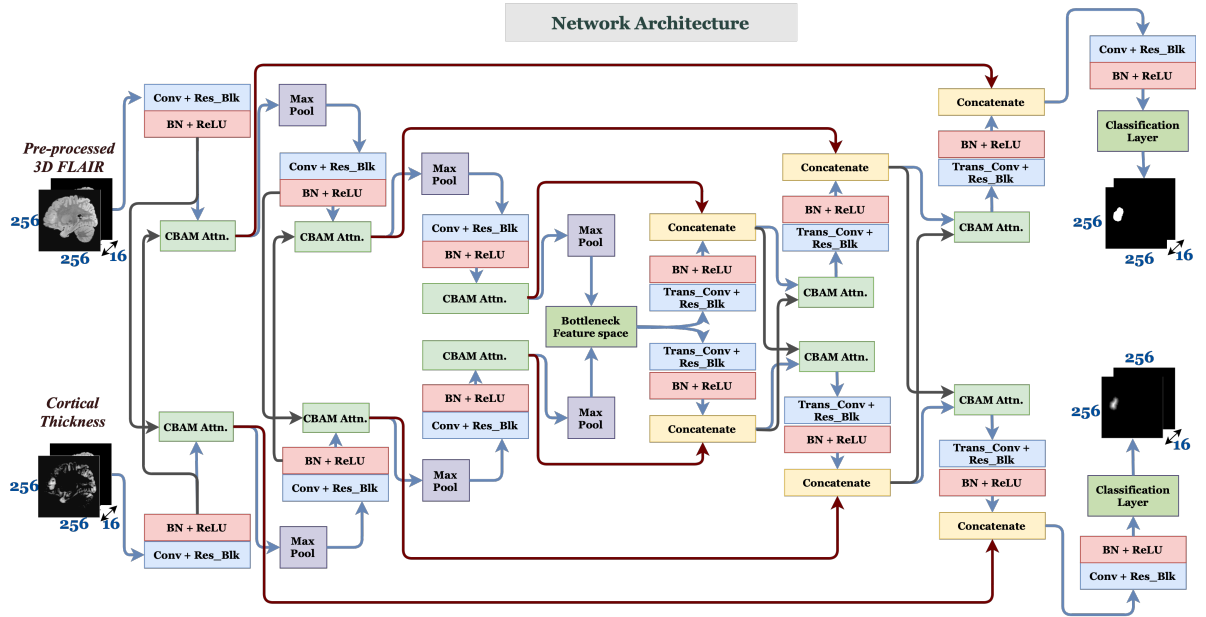 Network Architecture
Pre-processed
3D FLAIR
256
256
16
Conv + Res_Blk
BN + ReLU
CBAM Attn.
Max
Pool
Conv + Res_Blk
BN + ReLU
CBAM Attn.
Max
Pool
Conv + Res_Blk
BN + ReLU
CBAM Attn.
Max
Pool
Bottleneck
Feature space
Concatenate
BN + ReLU
Trans_Conv +
Res_Blk
CBAM Attn.
Concatenate
BN + ReLU
Trans_Conv +
Res_Blk
CBAM Attn.
Concatenate
BN + ReLU
Trans_Conv +
Res_Blk
Conv + Res_Blk
BN + ReLU
Classification
Layer
256
256
16
Cortical
Thickness
256
256
16
CBAM Attn.
BN + ReLU
Conv + Res_Blk
Max
Pool
CBAM Attn.
BN + ReLU
Conv + Res_Blk
Max
Pool
CBAM Attn.
BN + ReLU
Conv + Res_Blk
Max
Pool
Trans_Conv +
Res_Blk
BN + ReLU
Concatenate
CBAM Attn.
Trans_Conv +
Res_Blk
BN + ReLU
Concatenate
CBAM Attn.
Trans_Conv +
Res_Blk
BN + ReLU
Concatenate
256
256
16
Classification
Layer
BN + ReLU
Conv + Res_Blk